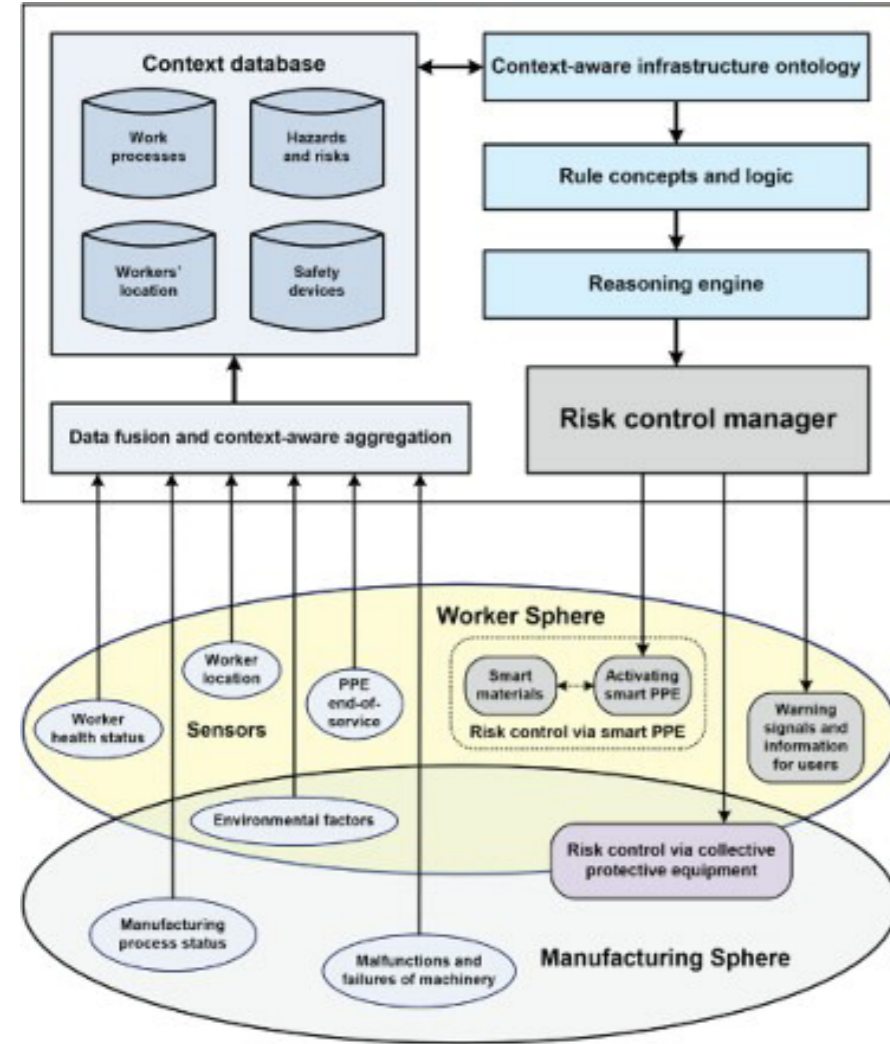 Context database
Work
processes
Hazards
and risks
Workers'
location
Safety
devices
Data fusion and context-aware aggregation
Context-aware infrastructure ontology
Rule concepts and logic
Reasoning engine
Risk control manager
Worker Sphere
Worker
location
PPE
end-of-
service
Worker
health status
Sensors
Smart
materials
Activating
smart PPE
Risk control via smart PPE
Warning
signals and
information
for users
Environmental factors
Risk control via collective
protective equipment
Manufacturing
process status
Malfunctions and
failures of machinery
Manufacturing Sphere